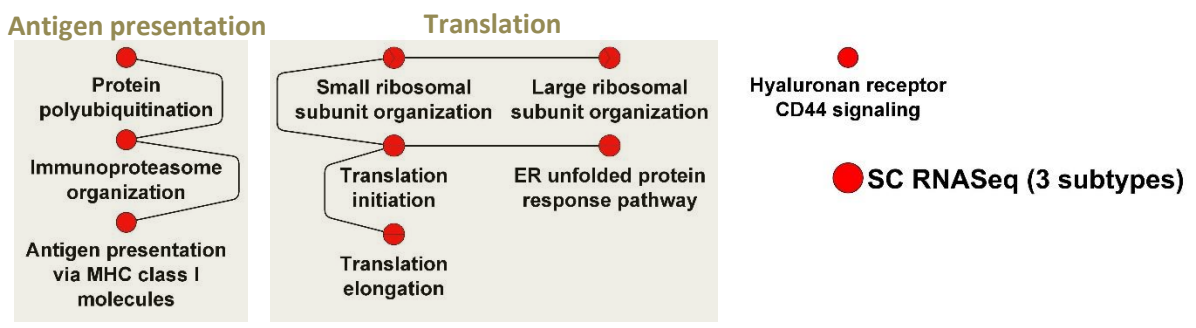 Antigen presentation
Protein
polyubiquitination
Immunoproteasome
organization
Antigen presentation
via MHC class I
molecules
Translation
Small ribosomal
subunit organization
Large ribosomal
subunit organization
Translation
initiation
ER unfolded protein
response pathway
Translation
elongation
Hyaluronan receptor
CD44 signaling
SC RNASeq (3 subtypes)